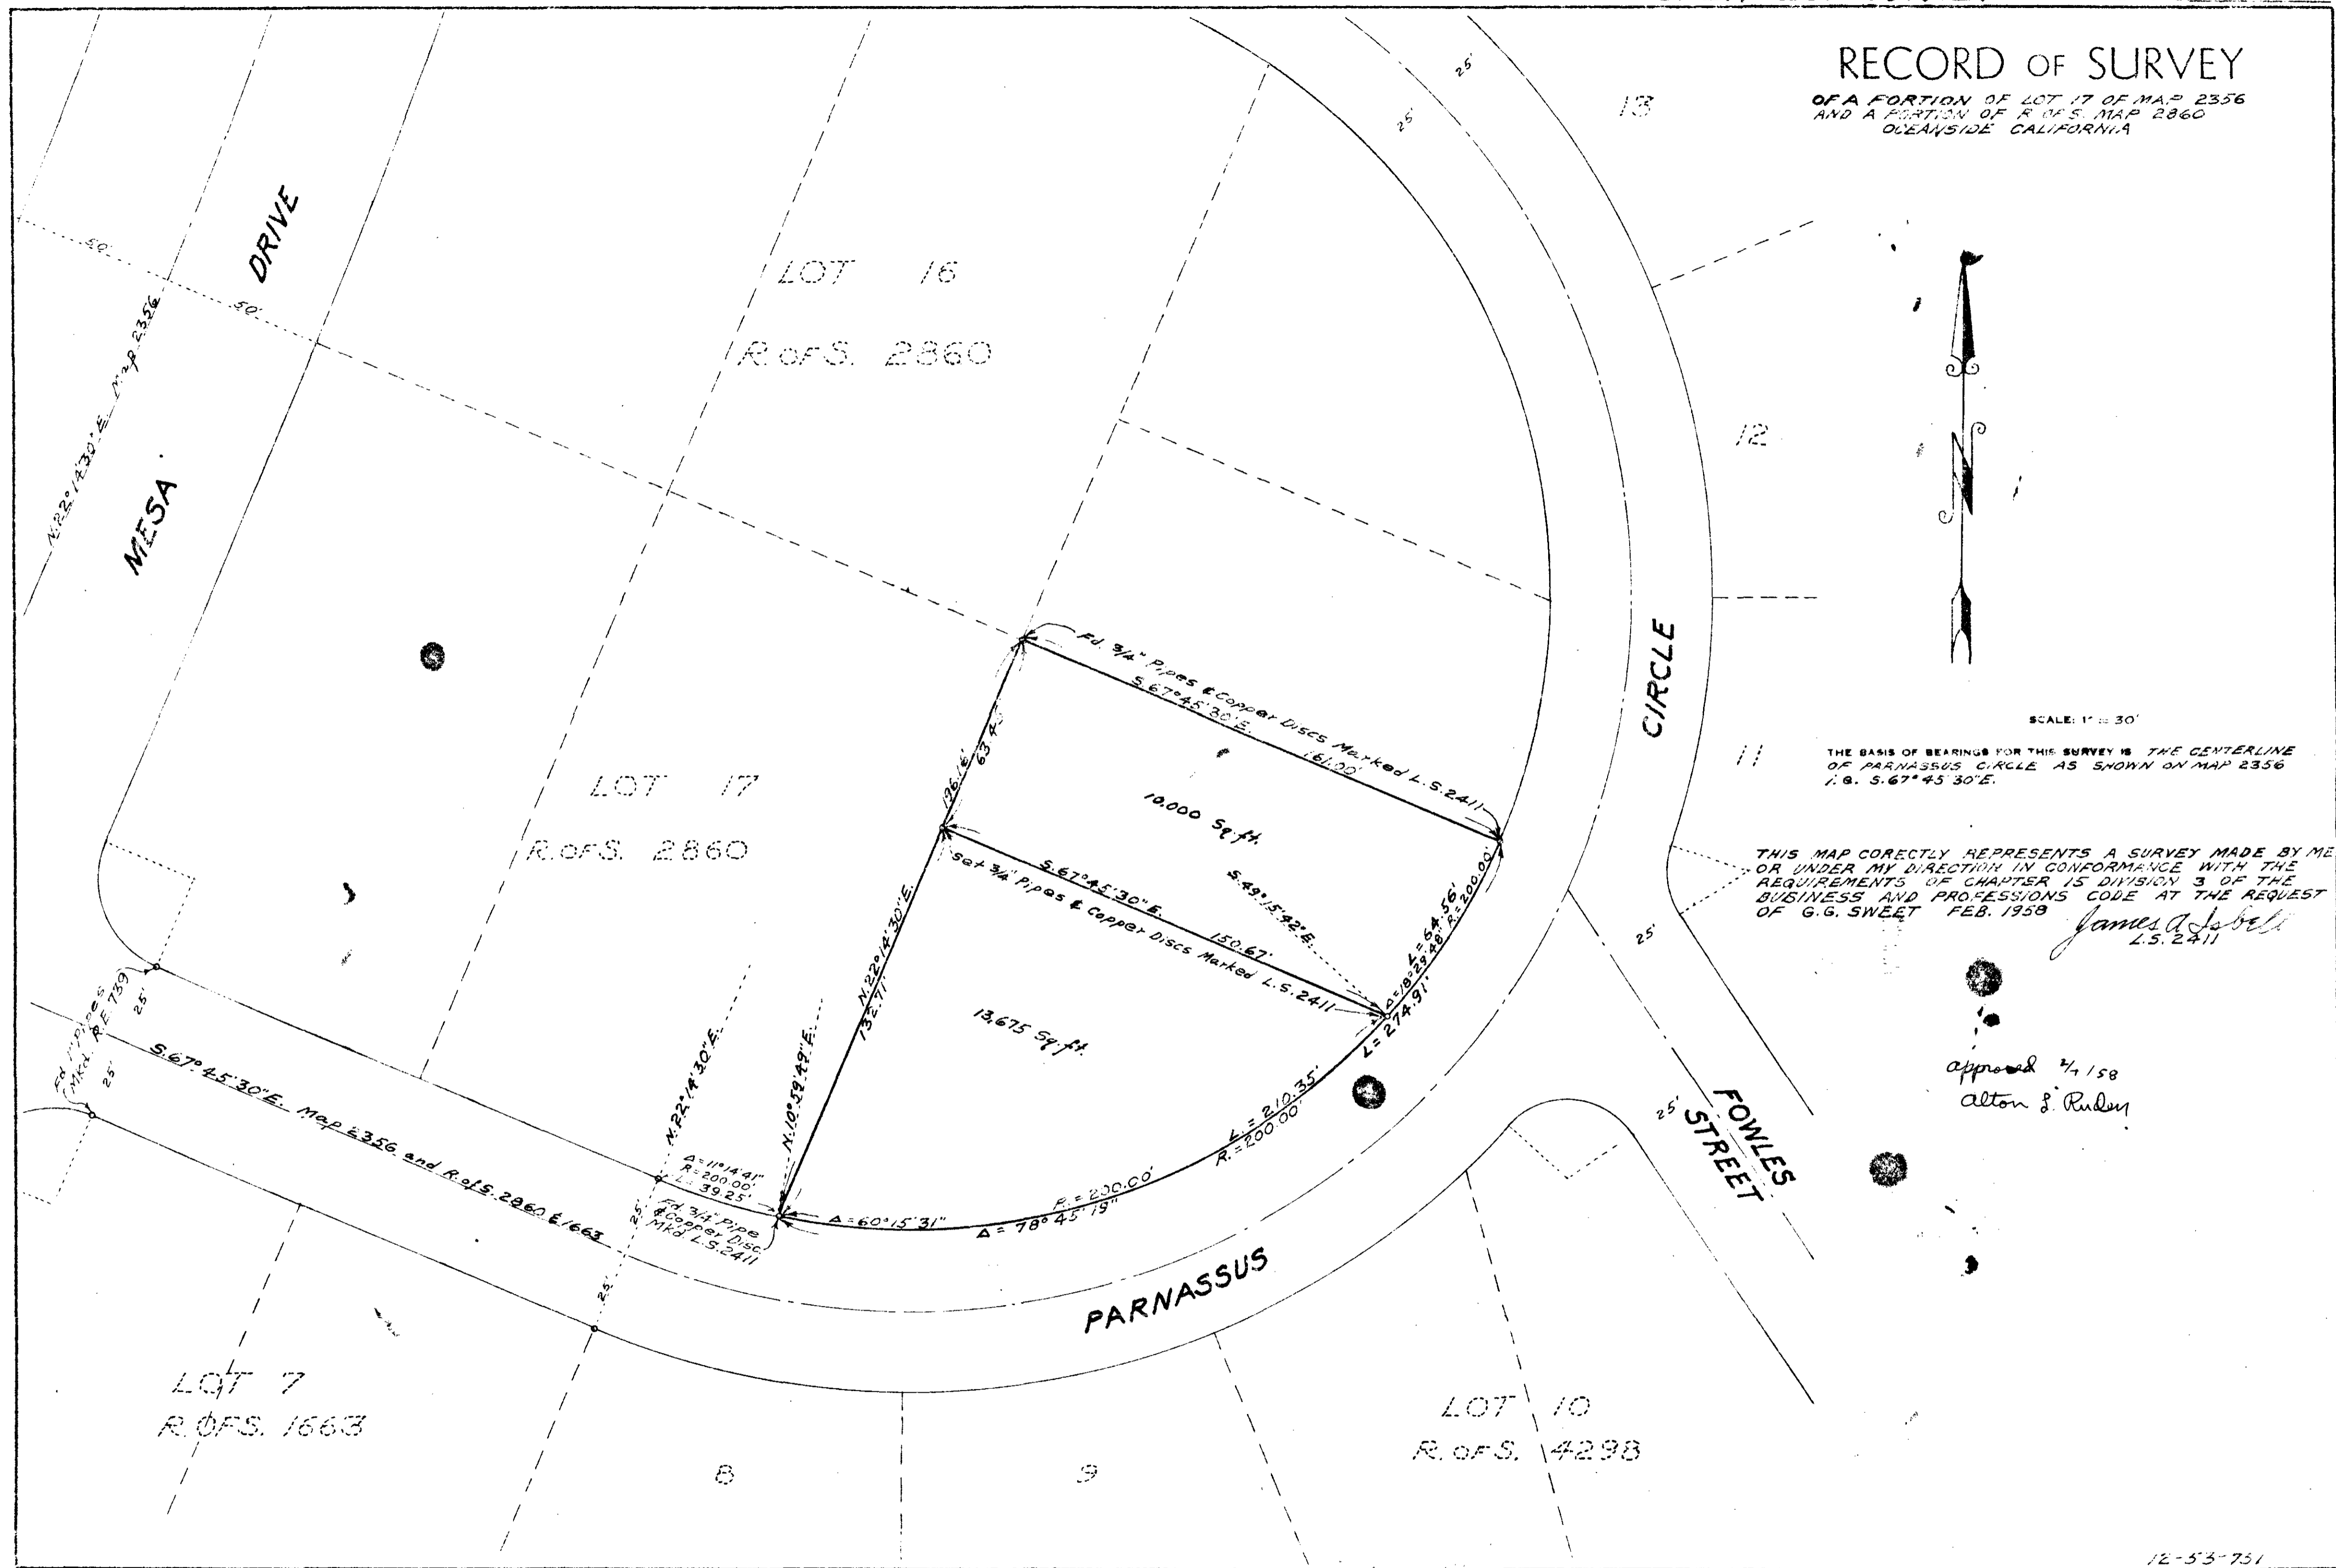 RECORD OF SURVEY
OF A PORTION OF LOT 17 OF MAP 2356
AND A PORTION OF R OF S. MAP 2860
OCEANSIDE CALIFORNIA
SCALE: 1" = 30'
THE BASIS OF BEARINGS FOR THIS SURVEY IS THE CENTERLINE
OF PARNASSUS CIRCLE AS SHOWN ON MAP 2356
i.e. S.67°45'30"E.
THIS MAP CORECTLY REPRESENTS A SURVEY MADE BY ME
OR UNDER MY DIRECTION IN CONFORMANCE WITH THE
REQUIREMENTS OF CHAPTER 15 DIVISION 3 OF THE
BUSINESS AND PROFESSIONS CODE AT THE REQUEST
OF G.G. SWEET FEB. 1958
James A Isbell
L.S. 2411
approved 2/7/58
Alton L. Ruden
N
MESA
DRIVE
N.22°14'30"E. Map 2356
50'
50'
LOT 16
R. OF S. 2860
LOT 17
R. OF S. 2860
25'
25'
13
12
11
CIRCLE
Fd. 3/4" Pipes & Copper Discs Marked L.S.2411
S.67°45'30"E.
161.00'
196.16'
63.45'
10,000 Sq.ft.
S.67°45'30"E.
150.67'
Set 3/4" Pipes & Copper Discs Marked L.S.2411
S.49°15'42"E.
L=64.56'
Δ=18°29'48" R=200.00'
L=274.91'
N.22°14'30"E.
132.71'
13,675 Sq.ft.
N.22°14'30"E.
N.10°59'49"E.
L.=210.35'
R.=200.00'
R.=200.00'
Δ=60°15'31"
Δ=78°45'19"
Δ=11°14'41"
R=200.00'
L=39.25'
Fd. 3/4" Pipe
& Copper Disc.
Mkd. L.S.2411
Fd 1" Pipes
Mkd. R.E.739
25'
25'
S.67°45'30"E. Map 2356 and R. of S. 2860 & 1663
25'
25'
PARNASSUS
FOWLES
STREET
25'
25'
LOT 7
R. OF S. 1663
8
9
LOT 10
R. OF S. 4298
12-53-751